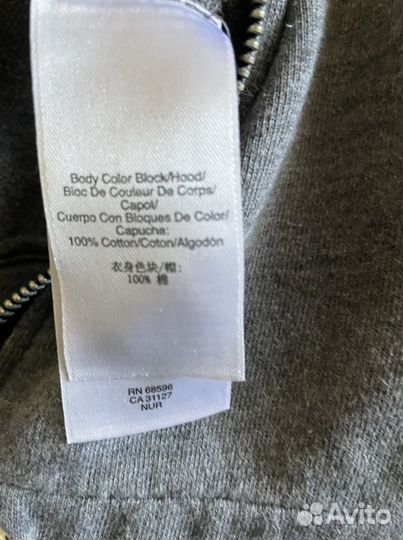 Body Color Block/Hood/
Bloc De Couleur De Corps/
Capot/
Cuerpo Con Bloques De Color/
Capucha:
100% Cotton/Coton/Algodón
衣身色块/帽:
100% 棉
RN 68596
CA 31127
NUR
Avito